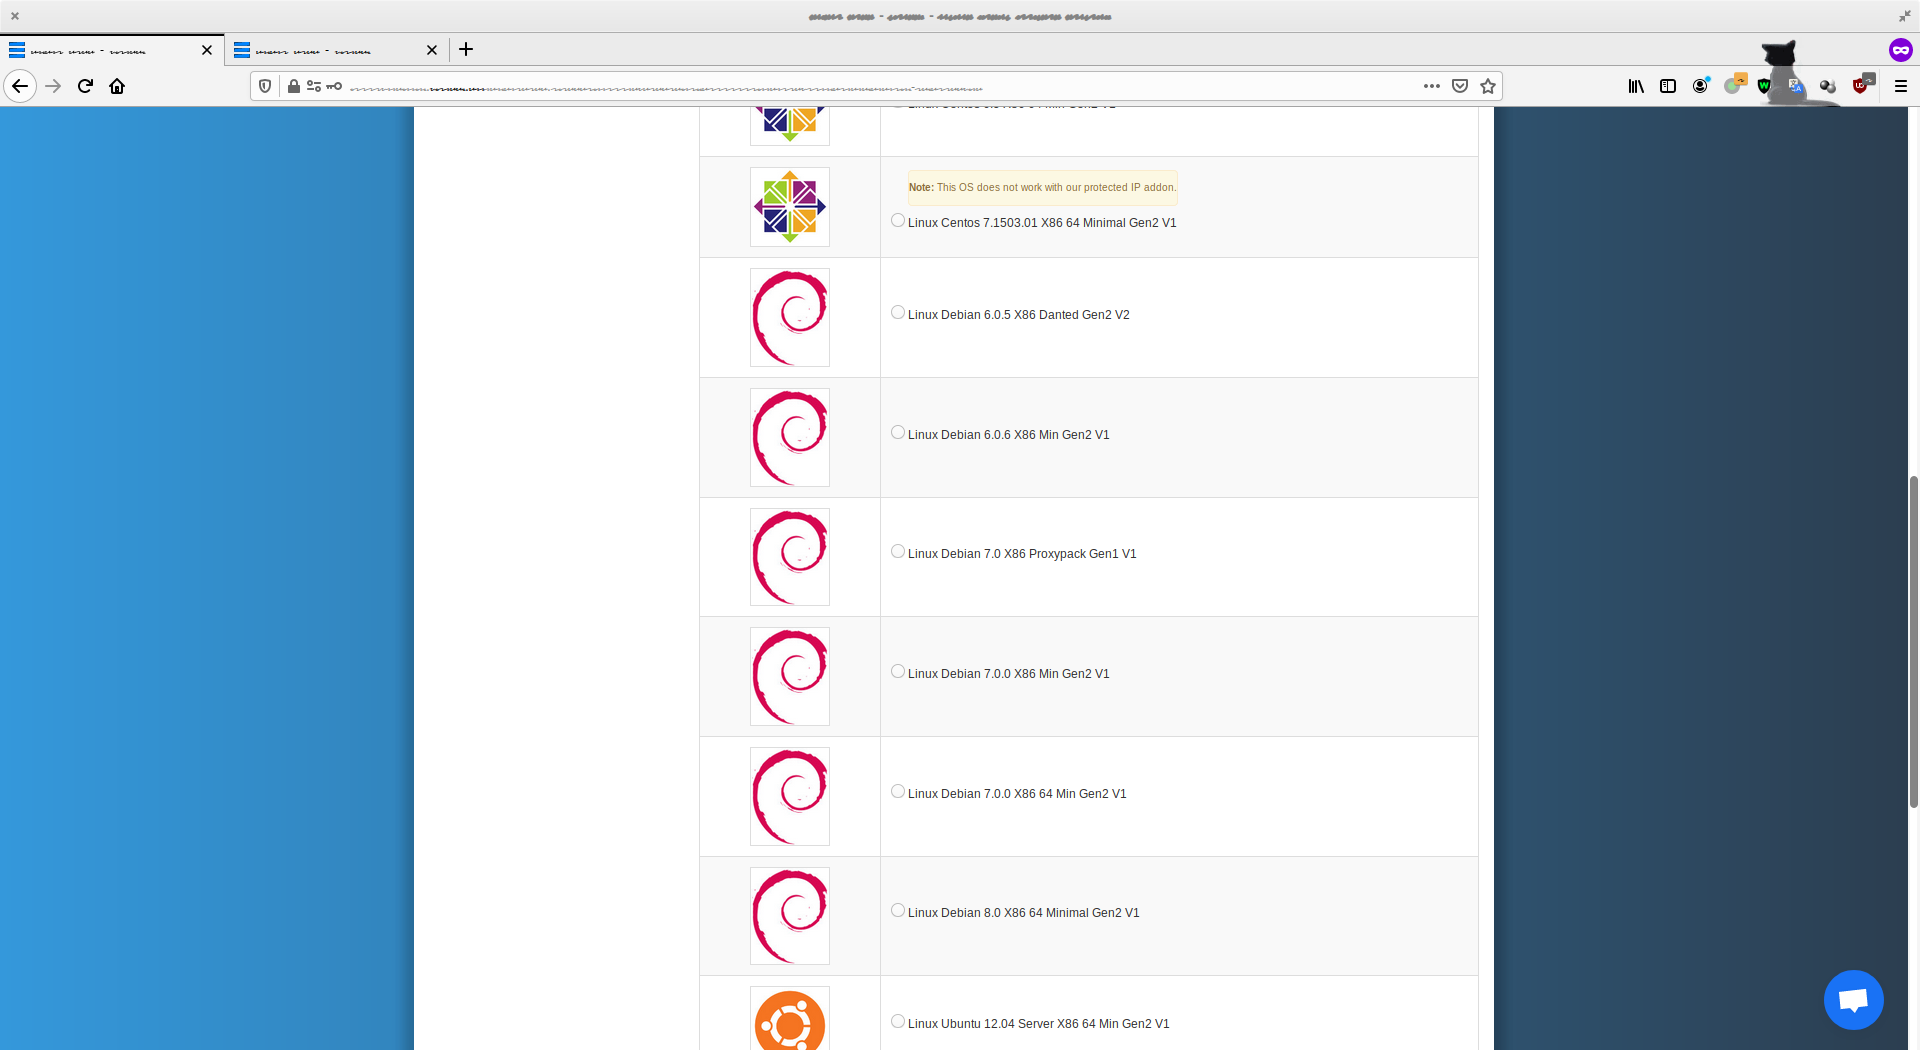 Note: This OS does not work with our protected IP addon.
Linux Centos 7.1503.01 X86 64 Minimal Gen2 V1
Linux Debian 6.0.5 X86 Danted Gen2 V2
Linux Debian 6.0.6 X86 Min Gen2 V1
Linux Debian 7.0 X86 Proxypack Gen1 V1
Linux Debian 7.0.0 X86 Min Gen2 V1
Linux Debian 7.0.0 X86 64 Min Gen2 V1
Linux Debian 8.0 X86 64 Minimal Gen2 V1
Linux Ubuntu 12.04 Server X86 64 Min Gen2 V1